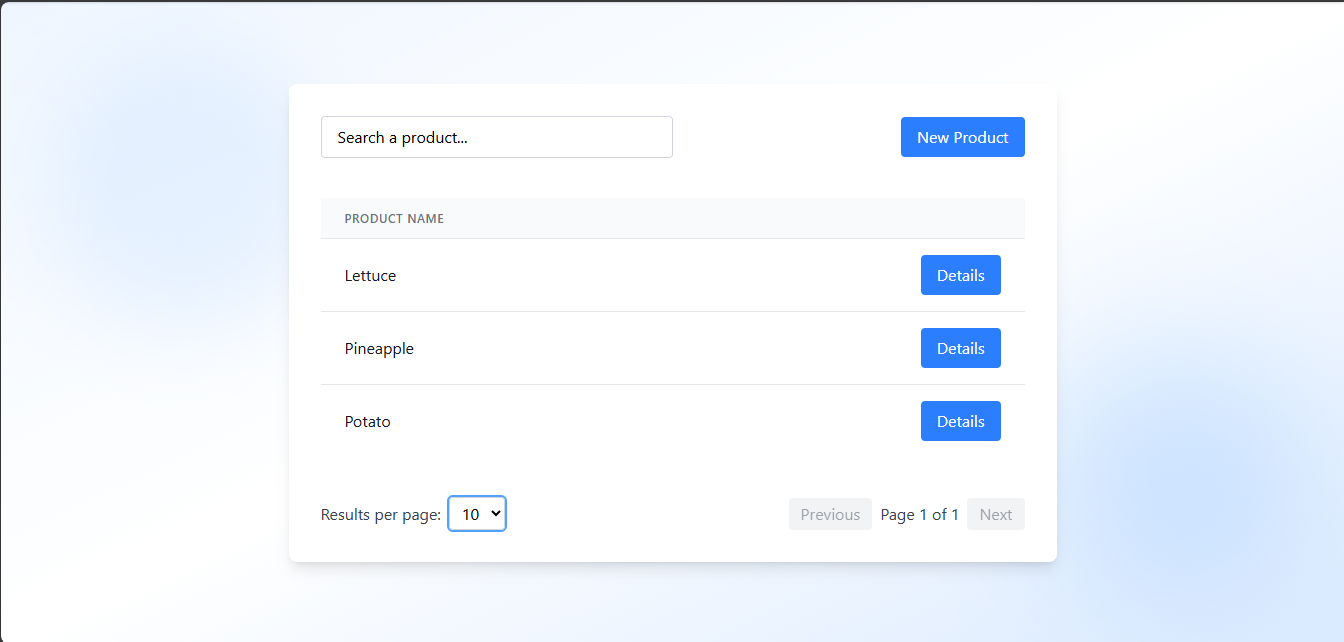 Search a product... New Product
PRODUCT NAME
Lettuce Details
Pineapple Details
Potato Details
Results per page: 10 Previous Page 1 of 1 Next